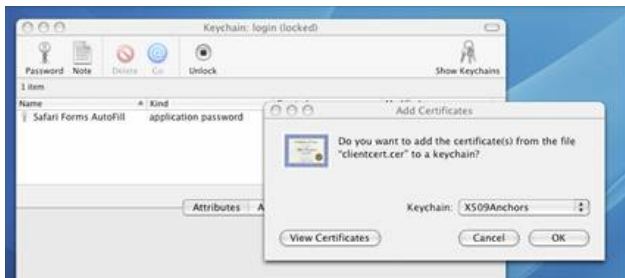 Keychain: login (locked)
Password Note Delete Go Unlock Show Keychains
1 item
Name Kind
Safari Forms AutoFill application password
Add Certificates
Do you want to add the certificate(s) from the file
"clientcert.cer" to a keychain?
Keychain: X509Anchors
Attributes A
View Certificates Cancel OK